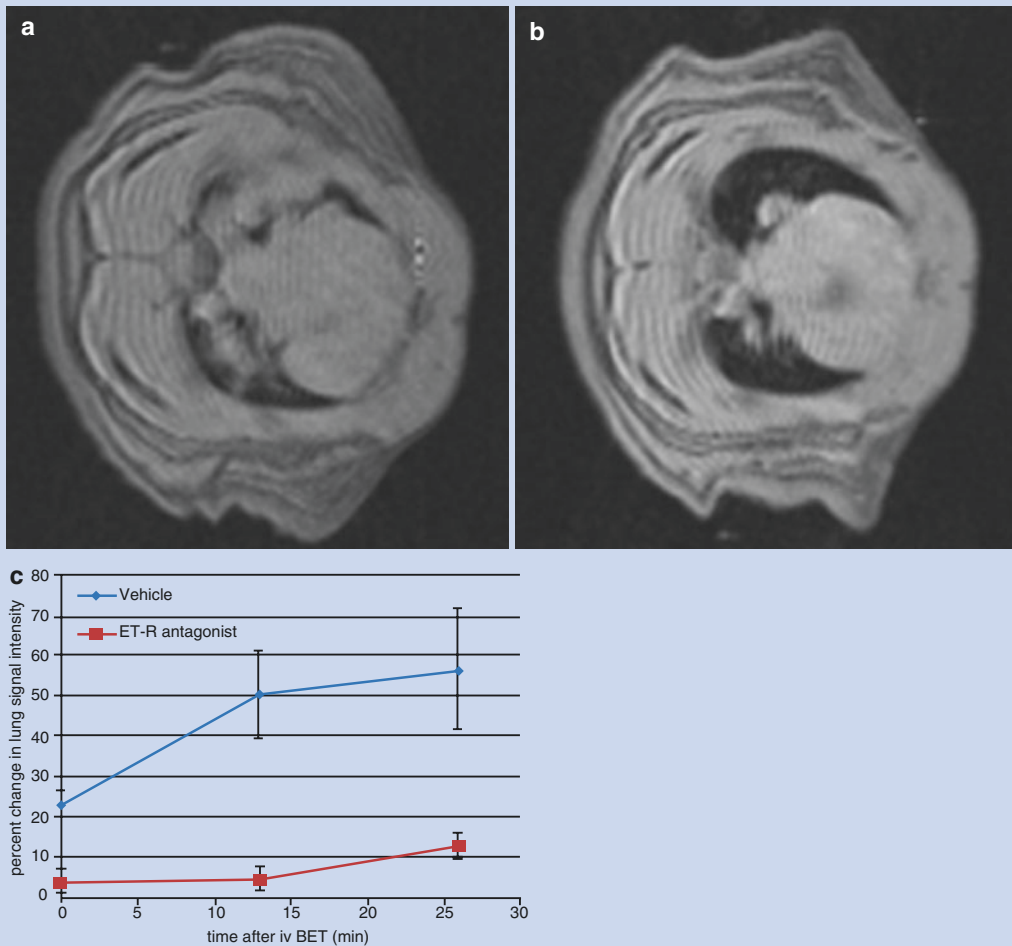 a
b
c
80
70
60
50
40
30
20
10
0
percent change in lung signal intensity
Vehicle
ET-R antagonist
0 5 10 15 20 25 30
time after iv BET (min)